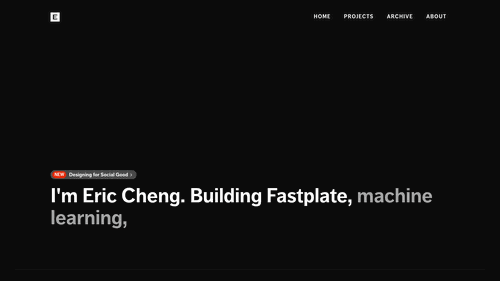 E
HOME PROJECTS ARCHIVE ABOUT
NEW Designing for Social Good ›
I'm Eric Cheng. Building Fastplate, machine
learning,